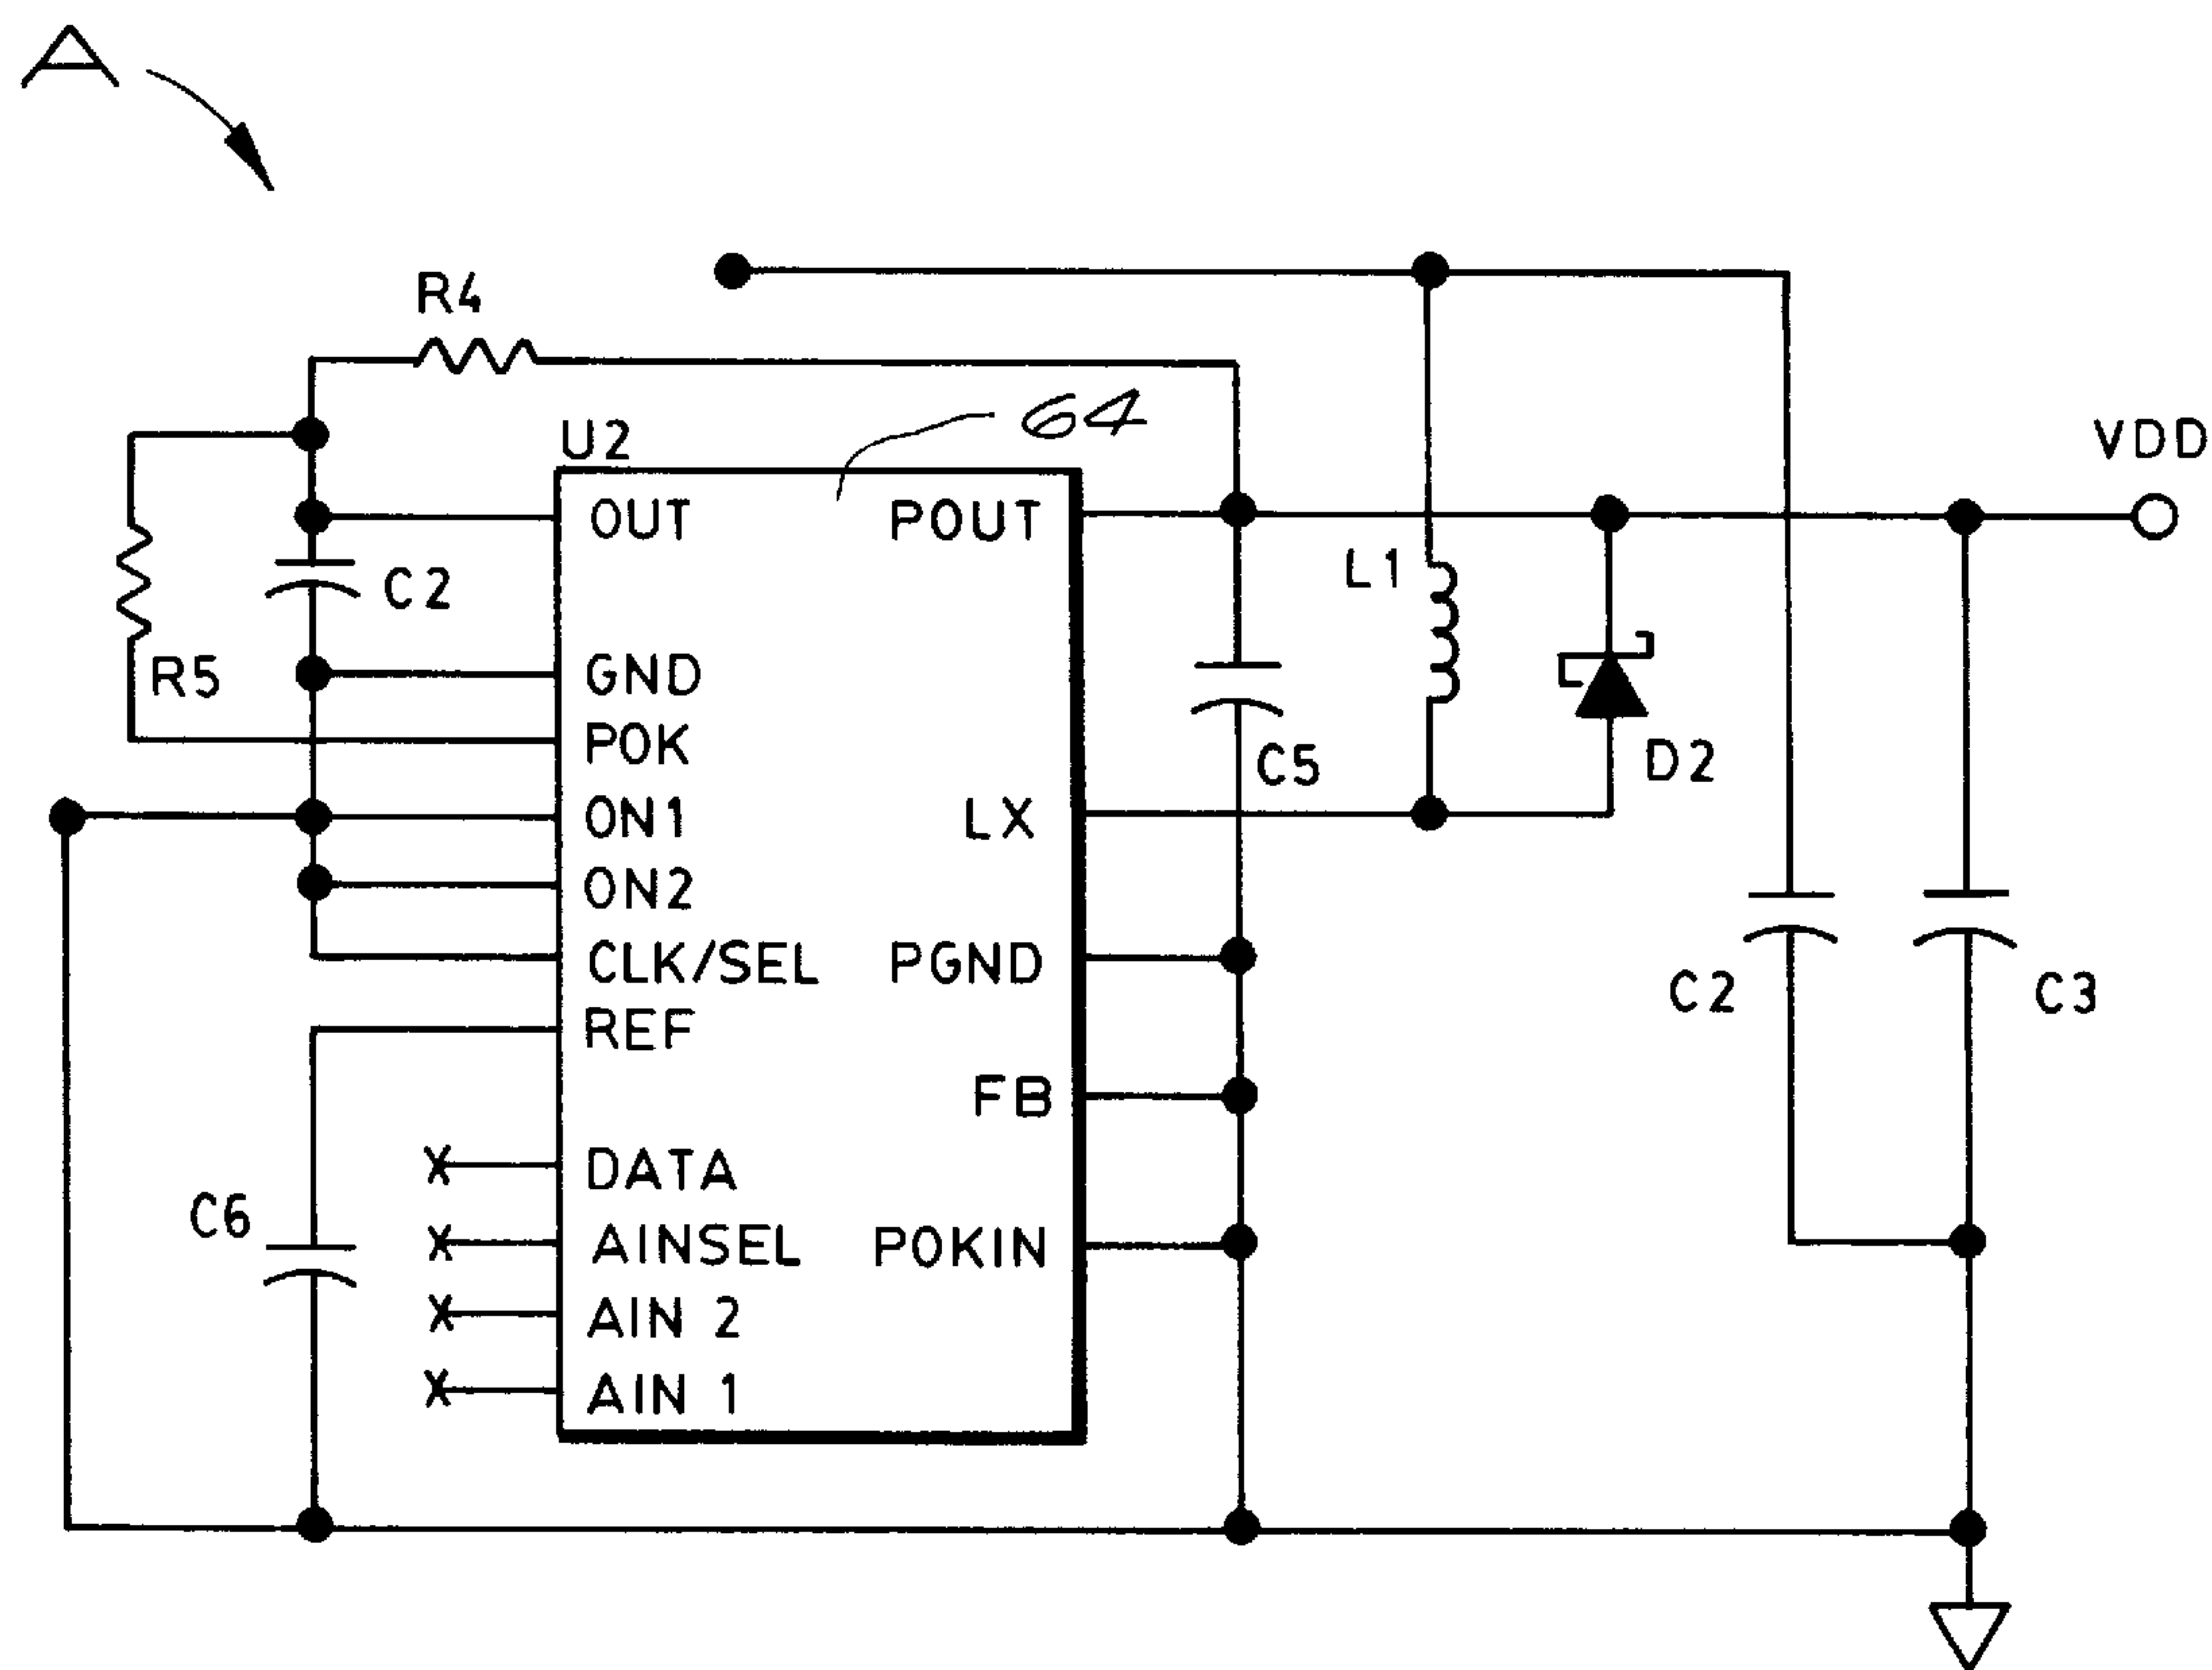 A
R4
64
U2
VDD
OUT
POUT
L1
C2
GND
R5
POK
D2
C5
ON1
LX
ON2
CLK/SEL
PGND
C2
C3
REF
FB
DATA
C6
AINSEL
POKIN
AIN 2
AIN 1